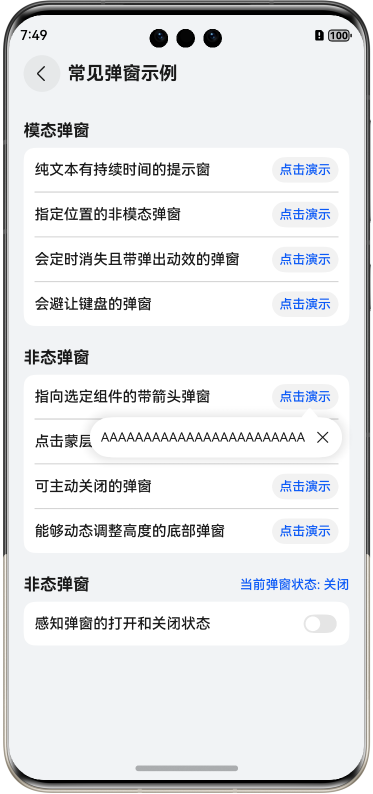 7:49
100
常见弹窗示例
模态弹窗
纯文本有持续时间的提示窗 点击演示
指定位置的非模态弹窗 点击演示
会定时消失且带弹出动效的弹窗 点击演示
会避让键盘的弹窗 点击演示
非态弹窗
指向选定组件的带箭头弹窗 点击演示
点击蒙层
AAAAAAAAAAAAAAAAAAAAAAAA
可主动关闭的弹窗 点击演示
能够动态调整高度的底部弹窗 点击演示
非态弹窗 当前弹窗状态: 关闭
感知弹窗的打开和关闭状态